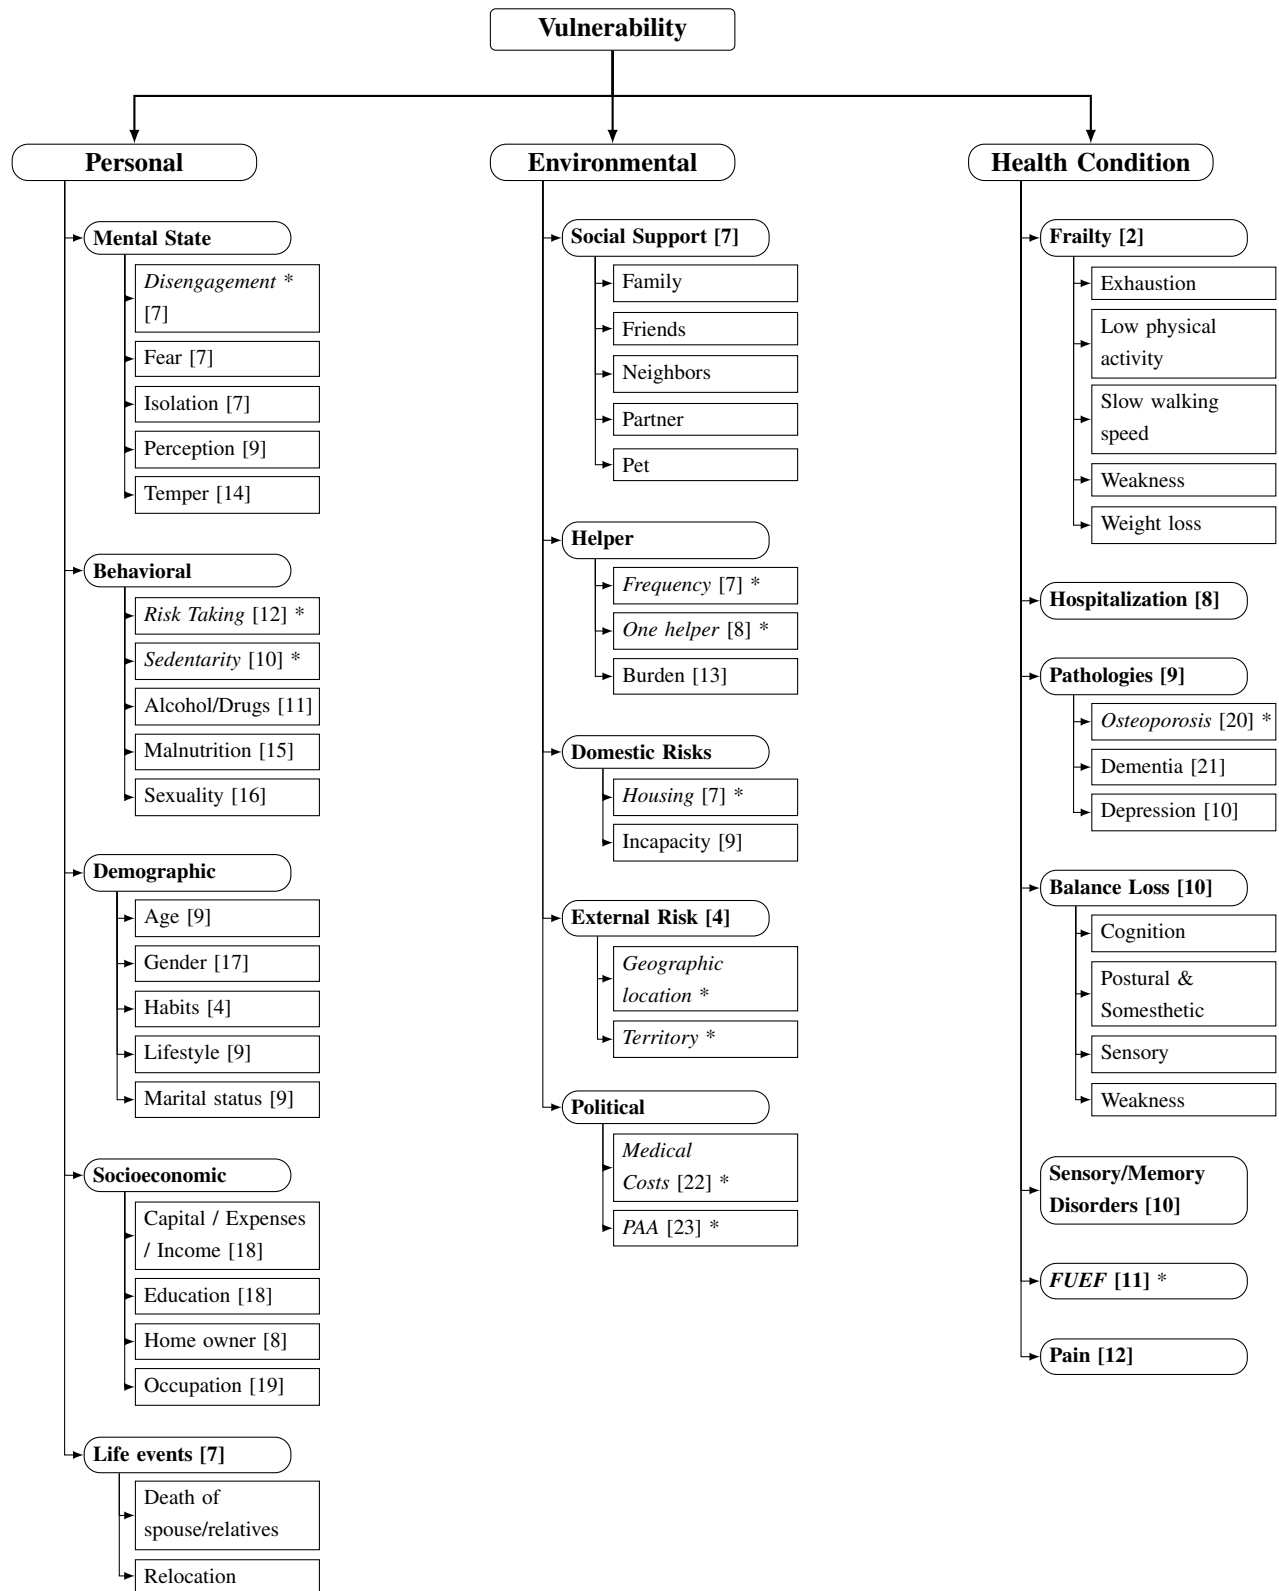 Vulnerability
Personal
Mental State
Disengagement *
[7]
Fear [7]
Isolation [7]
Perception [9]
Temper [14]
Behavioral
Risk Taking [12] *
Sedentarity [10] *
Alcohol/Drugs [11]
Malnutrition [15]
Sexuality [16]
Demographic
Age [9]
Gender [17]
Habits [4]
Lifestyle [9]
Marital status [9]
Socioeconomic
Capital / Expenses
/ Income [18]
Education [18]
Home owner [8]
Occupation [19]
Life events [7]
Death of
spouse/relatives
Relocation
Environmental
Social Support [7]
Family
Friends
Neighbors
Partner
Pet
Helper
Frequency [7] *
One helper [8] *
Burden [13]
Domestic Risks
Housing [7] *
Incapacity [9]
External Risk [4]
Geographic
location *
Territory *
Political
Medical
Costs [22] *
PAA [23] *
Health Condition
Frailty [2]
Exhaustion
Low physical
activity
Slow walking
speed
Weakness
Weight loss
Hospitalization [8]
Pathologies [9]
Osteoporosis [20] *
Dementia [21]
Depression [10]
Balance Loss [10]
Cognition
Postural &
Somesthetic
Sensory
Weakness
Sensory/Memory
Disorders [10]
FUEF [11] *
Pain [12]